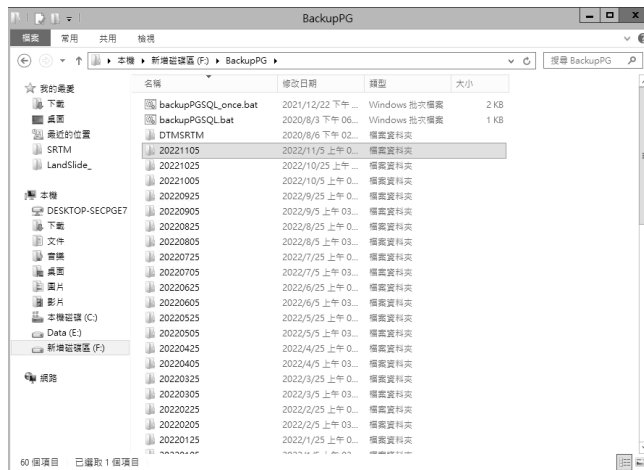 BackupPG
檔案 常用 共用 檢視
本機 新增磁碟區 (F:) BackupPG
搜尋 BackupPG
名稱 修改日期 類型 大小
我的最愛
下載
桌面
最近的位置
SRTM
LandSlide_
本機
DESKTOP-SECPGE7
下載
文件
音樂
桌面
圖片
影片
本機磁碟 (C:)
Data (E:)
新增磁碟區 (F:)
網路
backupPGSQL_once.bat 2021/12/22 下午 ... Windows 批次檔案 2 KB
backupPGSQL.bat 2020/8/3 下午 06... Windows 批次檔案 1 KB
DTMSRTM 2020/8/6 下午 02... 檔案資料夾
20221105 2022/11/5 上午 0... 檔案資料夾
20221025 2022/10/25 上午 ... 檔案資料夾
20221005 2022/10/5 上午 0... 檔案資料夾
20220925 2022/9/25 上午 0... 檔案資料夾
20220905 2022/9/5 上午 03... 檔案資料夾
20220825 2022/8/25 上午 0... 檔案資料夾
20220805 2022/8/5 上午 03... 檔案資料夾
20220725 2022/7/25 上午 0... 檔案資料夾
20220705 2022/7/5 上午 03... 檔案資料夾
20220625 2022/6/25 上午 0... 檔案資料夾
20220605 2022/6/5 上午 03... 檔案資料夾
20220525 2022/5/25 上午 0... 檔案資料夾
20220505 2022/5/5 上午 03... 檔案資料夾
20220425 2022/4/25 上午 0... 檔案資料夾
20220405 2022/4/5 上午 03... 檔案資料夾
20220325 2022/3/25 上午 0... 檔案資料夾
20220305 2022/3/5 上午 03... 檔案資料夾
20220225 2022/2/25 上午 0... 檔案資料夾
20220205 2022/2/5 上午 03... 檔案資料夾
20220125 2022/1/25 上午 0... 檔案資料夾
60 個項目 已選取 1 個項目